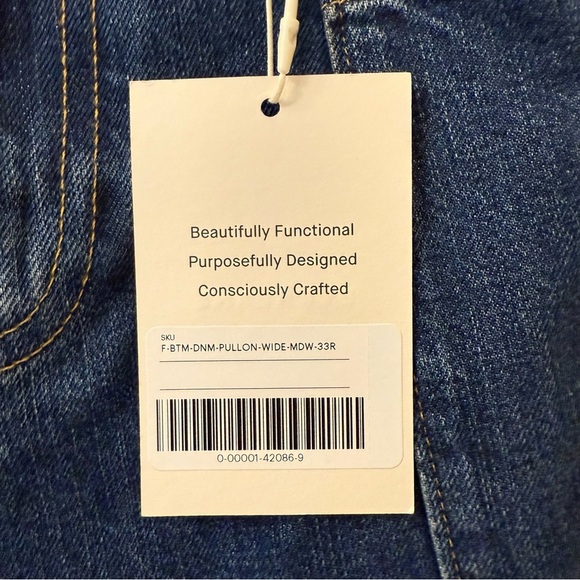 Beautifully Functional
Purposefully Designed
Consciously Crafted
SKU
F-BTM-DNM-PULLON-WIDE-MDW-33R
0-00001-42086-9